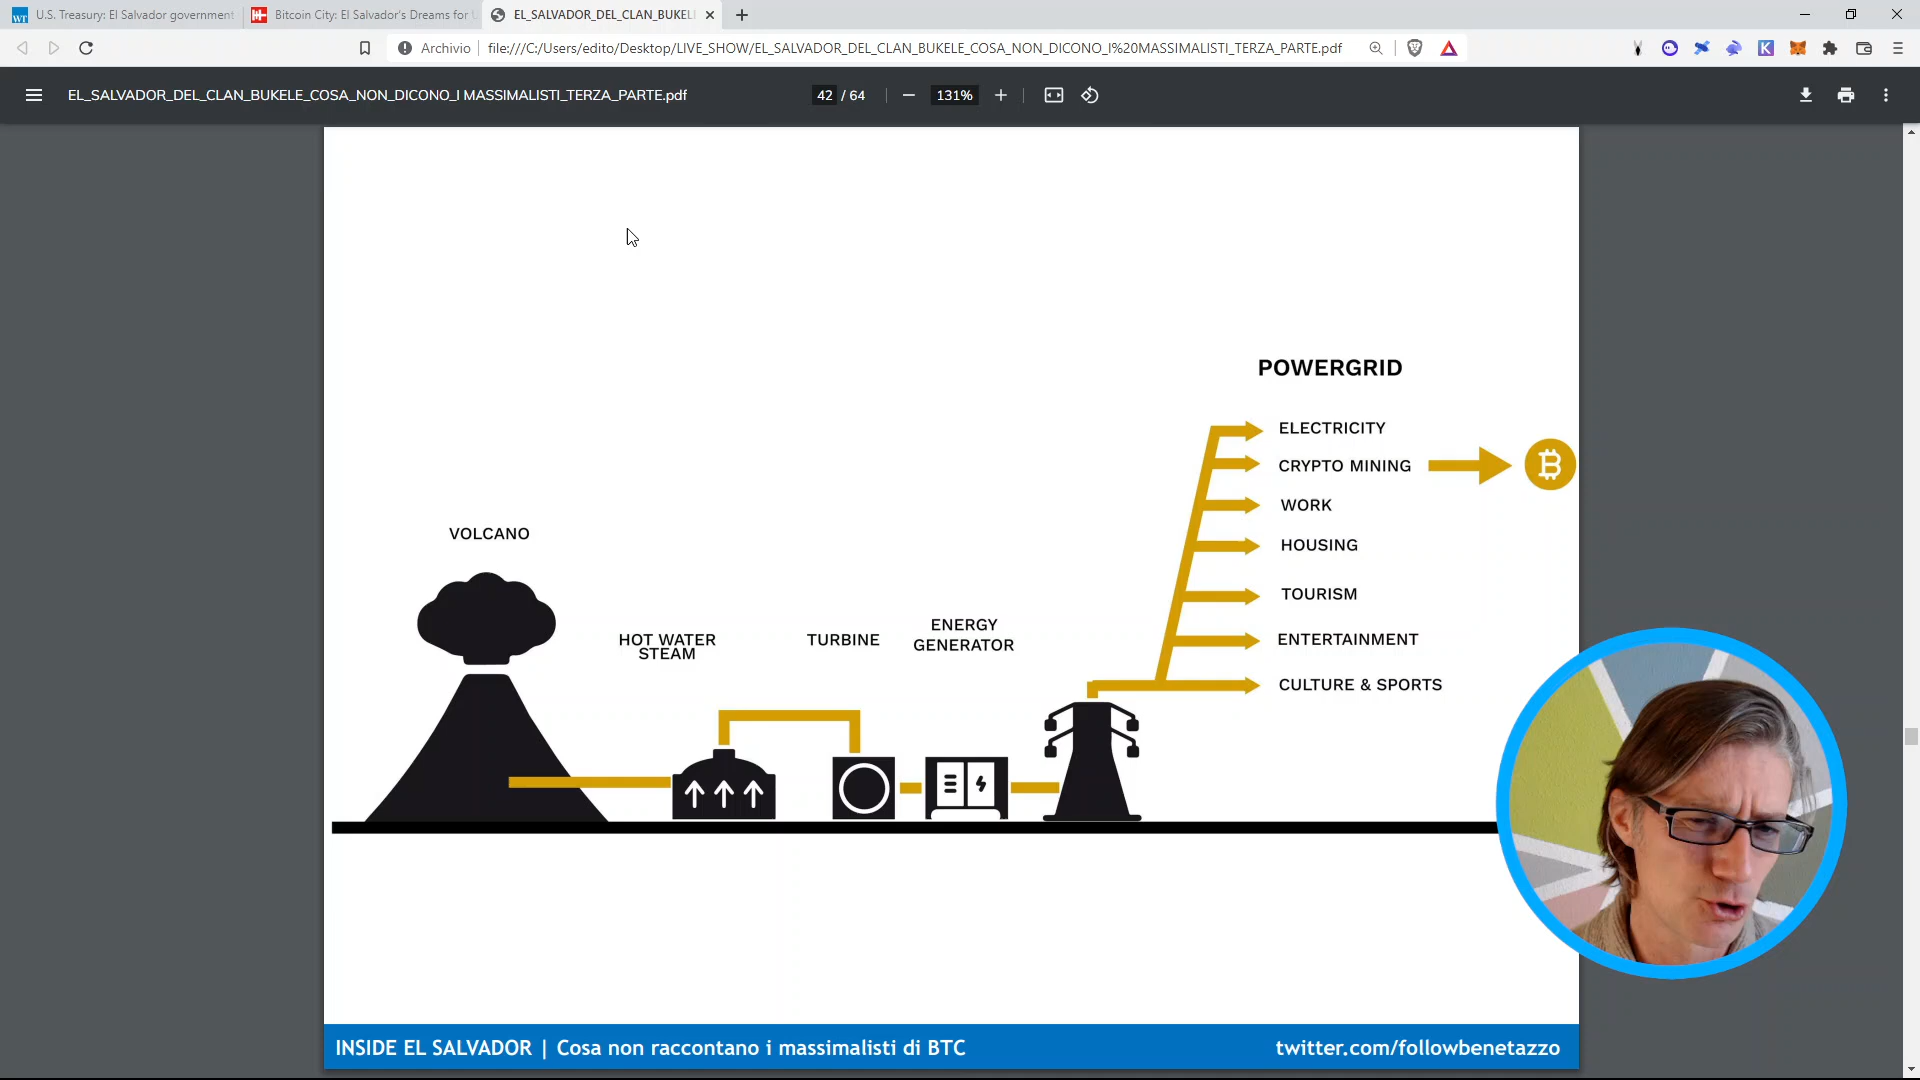 U.S. Treasury: El Salvador government
Bitcoin City: El Salvador's Dreams for
EL_SALVADOR_DEL_CLAN_BUKEL
Archivio
file:///C:/Users/edito/Desktop/LIVE_SHOW/EL_SALVADOR_DEL_CLAN_BUKELE_COSA_NON_DICONO_I%20MASSIMALISTI_TERZA_PARTE.pdf
EL_SALVADOR_DEL_CLAN_BUKELE_COSA_NON_DICONO_I MASSIMALISTI_TERZA_PARTE.pdf
42 / 64
131%
POWERGRID
ELECTRICITY
CRYPTO MINING
WORK
HOUSING
TOURISM
ENTERTAINMENT
CULTURE & SPORTS
VOLCANO
HOT WATER
STEAM
TURBINE
ENERGY
GENERATOR
INSIDE EL SALVADOR | Cosa non raccontano i massimalisti di BTC
twitter.com/followbenetazzo